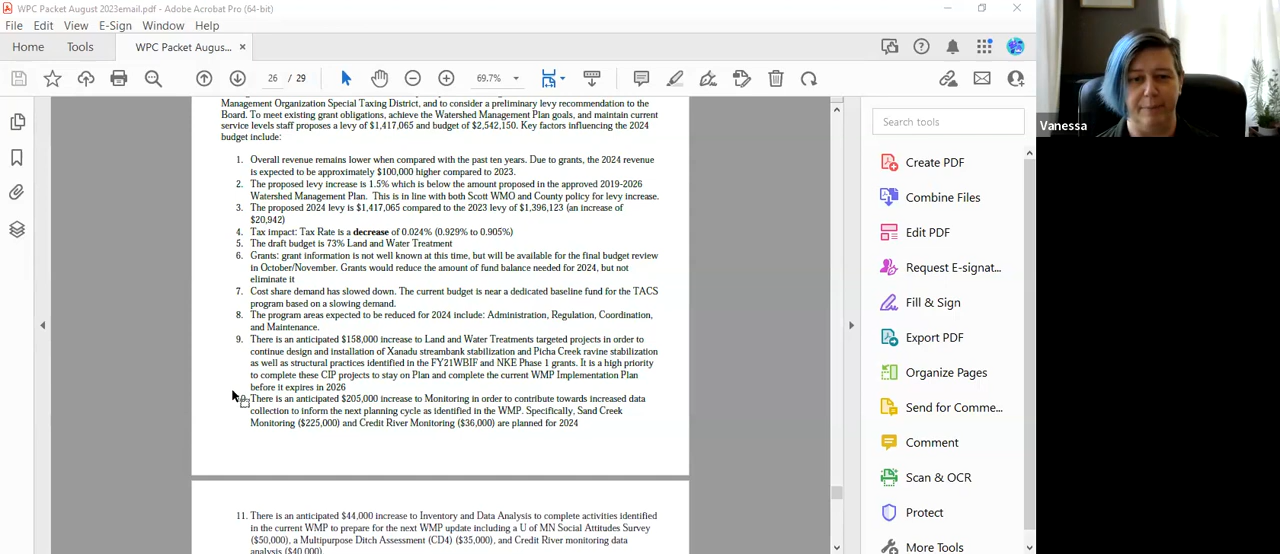 WPC Packet August 2023email.pdf - Adobe Acrobat Pro (64-bit)
File Edit View E-Sign Window Help
Home Tools WPC Packet Augus... ×
26 / 29 69.7%
Management Organization Special Taxing District, and to consider a preliminary levy recommendation to the
Board. To meet existing grant obligations, achieve the Watershed Management Plan goals, and maintain current
service levels staff proposes a levy of $1,417,065 and budget of $2,542,150. Key factors influencing the 2024
budget include:
1. Overall revenue remains lower when compared with the past ten years. Due to grants, the 2024 revenue
is expected to be approximately $100,000 higher compared to 2023.
2. The proposed levy increase is 1.5% which is below the amount proposed in the approved 2019-2026
Watershed Management Plan. This is in line with both Scott WMO and County policy for levy increase.
3. The proposed 2024 levy is $1,417,065 compared to the 2023 levy of $1,396,123 (an increase of
$20,942)
4. Tax impact: Tax Rate is a decrease of 0.024% (0.929% to 0.905%)
5. The draft budget is 73% Land and Water Treatment
6. Grants: grant information is not well known at this time, but will be available for the final budget review
in October/November. Grants would reduce the amount of fund balance needed for 2024, but not
eliminate it
7. Cost share demand has slowed down. The current budget is near a dedicated baseline fund for the TACS
program based on a slowing demand.
8. The program areas expected to be reduced for 2024 include: Administration, Regulation, Coordination,
and Maintenance.
9. There is an anticipated $158,000 increase to Land and Water Treatments targeted projects in order to
continue design and installation of Xanadu streambank stabilization and Picha Creek ravine stabilization
as well as structural practices identified in the FY21WBIF and NKE Phase 1 grants. It is a high priority
to complete these CIP projects to stay on Plan and complete the current WMP Implementation Plan
before it expires in 2026
There is an anticipated $205,000 increase to Monitoring in order to contribute towards increased data
collection to inform the next planning cycle as identified in the WMP. Specifically, Sand Creek
Monitoring ($225,000) and Credit River Monitoring ($36,000) are planned for 2024
11. There is an anticipated $44,000 increase to Inventory and Data Analysis to complete activities identified
in the current WMP to prepare for the next WMP update including a U of MN Social Attitudes Survey
($50,000), a Multipurpose Ditch Assessment (CD4) ($35,000), and Credit River monitoring data
analysis ($40,000)
Search tools
Create PDF
Combine Files
Edit PDF
Request E-signat...
Fill & Sign
Export PDF
Organize Pages
Send for Comme...
Comment
Scan & OCR
Protect
More Tools
Vanessa